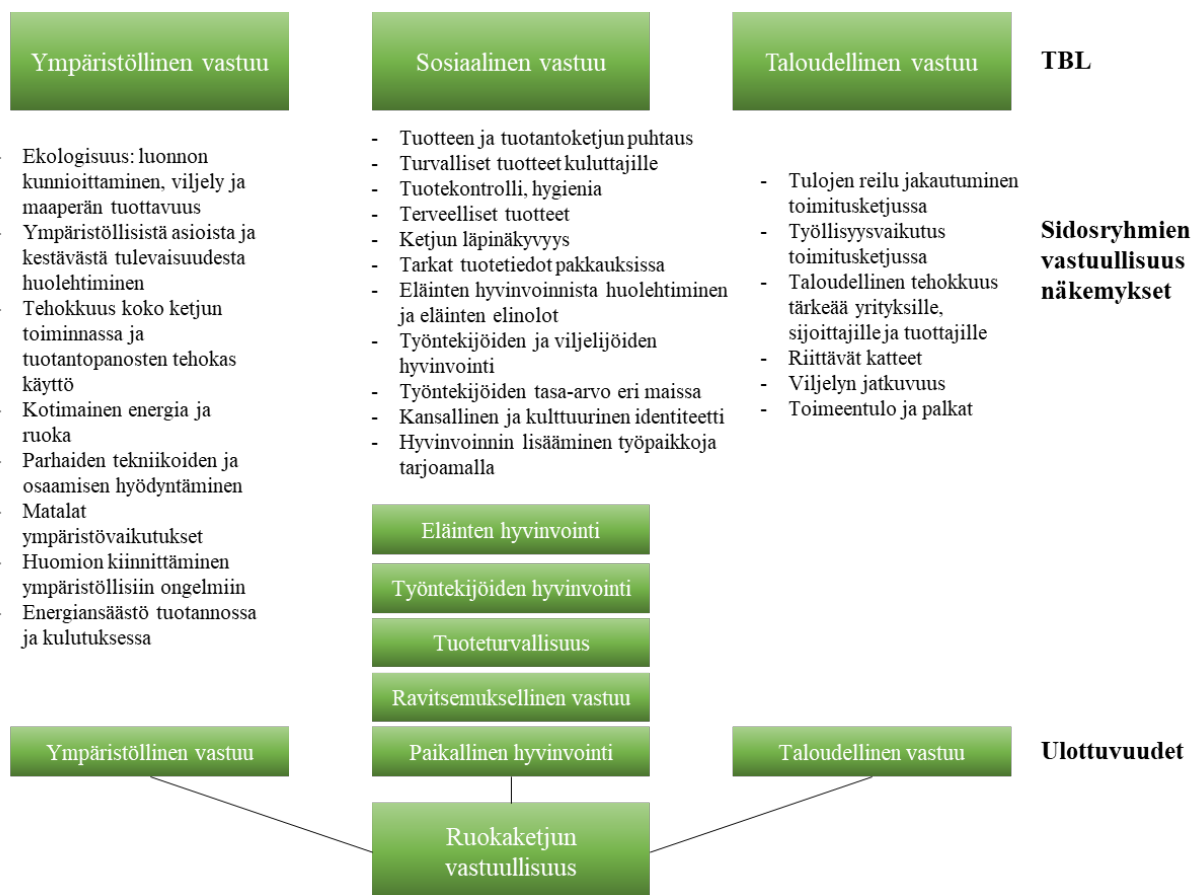 Ympäristöllinen vastuu
Sosiaalinen vastuu
Taloudellinen vastuu
TBL
- Ekologisuus: luonnon
kunnioittaminen, viljely ja
maaperän tuottavuus
- Ympäristöllisistä asioista ja
kestävästä tulevaisuudesta
huolehtiminen
- Tehokkuus koko ketjun
toiminnassa ja
tuotantopanosten tehokas
käyttö
- Kotimainen energia ja
ruoka
- Parhaiden tekniikoiden ja
osaamisen hyödyntäminen
- Matalat
ympäristövaikutukset
- Huomion kiinnittäminen
ympäristöllisiin ongelmiin
- Energiansäästö tuotannossa
ja kulutuksessa
- Tuotteen ja tuotantoketjun puhtaus
- Turvalliset tuotteet kuluttajille
- Tuotekontrolli, hygienia
- Terveelliset tuotteet
- Ketjun läpinäkyvyys
- Tarkat tuotetiedot pakkauksissa
- Eläinten hyvinvoinnista huolehtiminen
ja eläinten elinolot
- Työntekijöiden ja viljelijöiden
hyvinvointi
- Työntekijöiden tasa-arvo eri maissa
- Kansallinen ja kulttuurinen identiteetti
- Hyvinvoinnin lisääminen työpaikkoja
tarjoamalla
- Tulojen reilu jakautuminen
toimitusketjussa
- Työllisyysvaikutus
toimitusketjussa
- Taloudellinen tehokkuus
tärkeää yrityksille,
sijoittajille ja tuottajille
- Riittävät katteet
- Viljelyn jatkuvuus
- Toimeentulo ja palkat
Sidosryhmien
vastuullisuus
näkemykset
Eläinten hyvinvointi
Työntekijöiden hyvinvointi
Tuoteturvallisuus
Ravitsemuksellinen vastuu
Ympäristöllinen vastuu
Paikallinen hyvinvointi
Taloudellinen vastuu
Ulottuvuudet
Ruokaketjun
vastuullisuus